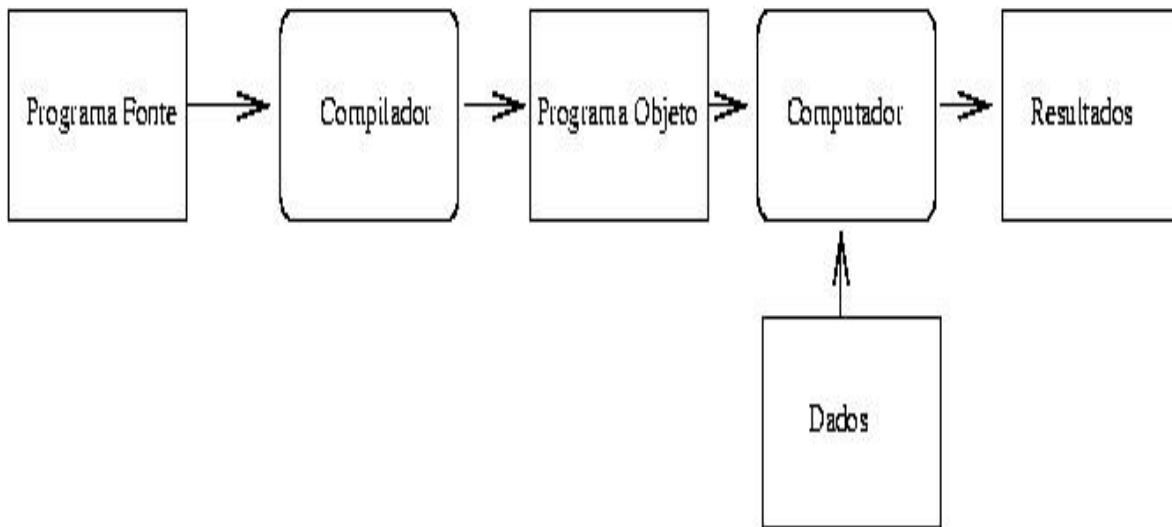 Programa Fonte
Compilador
Programa Objeto
Computador
Resultados
Dados